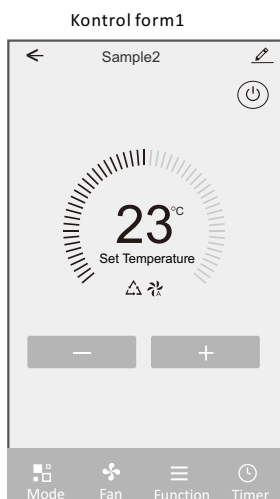 Kontrol form1
Sample2
23°C
Set Temperature
A
Mode Fan Function Timer